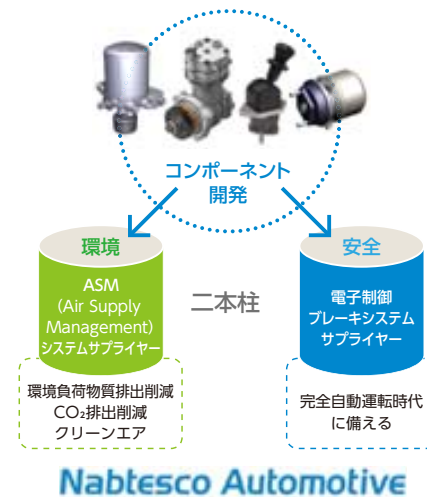 コンポーネント
開発
環境
ASM
(Air Supply
Management)
システムサプライヤー
二本柱
安全
電子制御
ブレーキシステム
サプライヤー
環境負荷物質排出削減
CO₂排出削減
クリーンエア
完全自動運転時代
に備える
Nabtesco Automotive